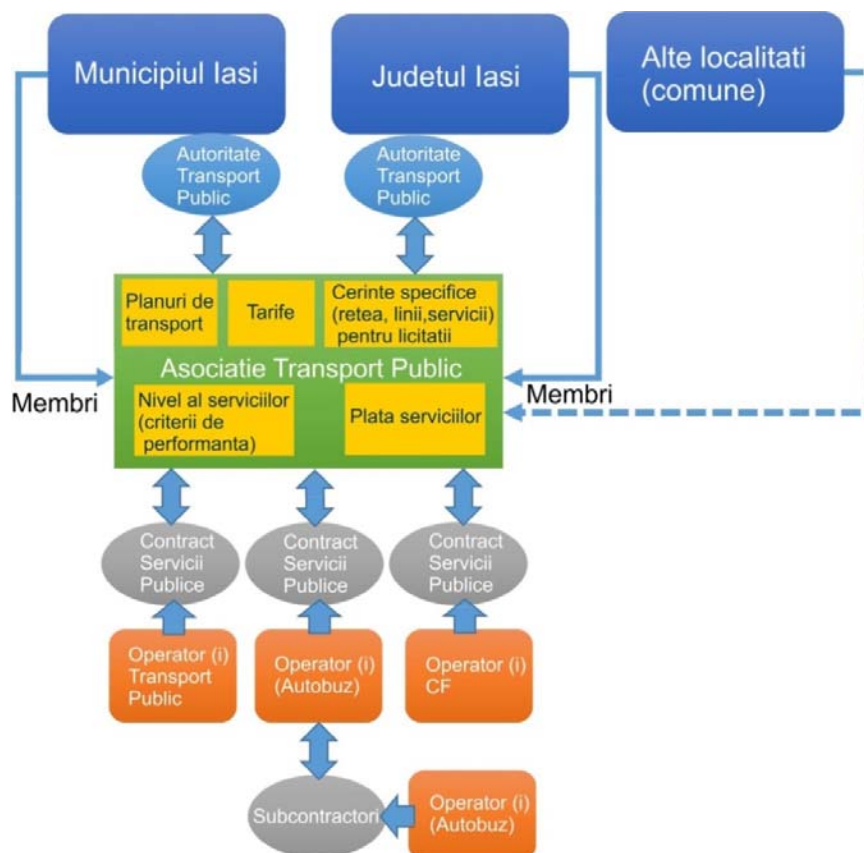 Municipiul Iasi
Judetul Iasi
Alte localitati
(comune)
Autoritate
Transport
Public
Autoritate
Transport
Public
Planuri de
transport
Tarife
Cerinte specifice
(retea, linii,servicii)
pentru licitatii
Asociatie Transport Public
Membri
Membri
Nivel al serviciilor
(criterii de
performanta)
Plata serviciilor
Contract
Servicii
Publice
Contract
Servicii
Publice
Contract
Servicii
Publice
Operator (i)
Transport
Public
Operator (i)
(Autobuz)
Operator (i)
CF
Subcontractori
Operator (i)
(Autobuz)